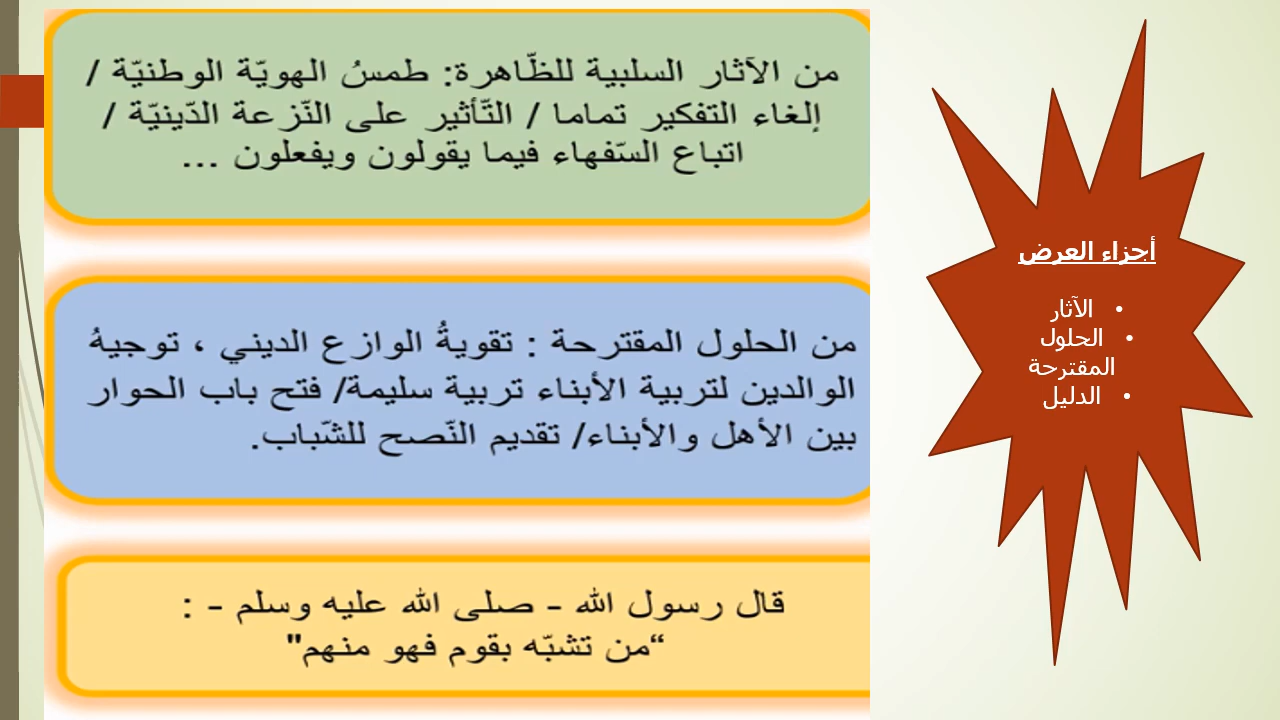 أجزاء العرض
• الآثار
• الحلول
المقترحة
• الدليل
من الآثار السلبية للظّاهرة: طمسُ الهويّة الوطنيّة /
إلغاء التفكير تماما / التّأثير على النّزعة الدّينيّة /
اتباع السّفهاء فيما يقولون ويفعلون ...
من الحلول المقترحة : تقويةُ الوازع الديني ، توجيهُ
الوالدين لتربية الأبناء تربية سليمة/ فتح باب الحوار
بين الأهل والأبناء/ تقديم النّصح للشّباب.
قال رسول الله - صلى الله عليه وسلم - :
“من تشبّه بقوم فهو منهم"